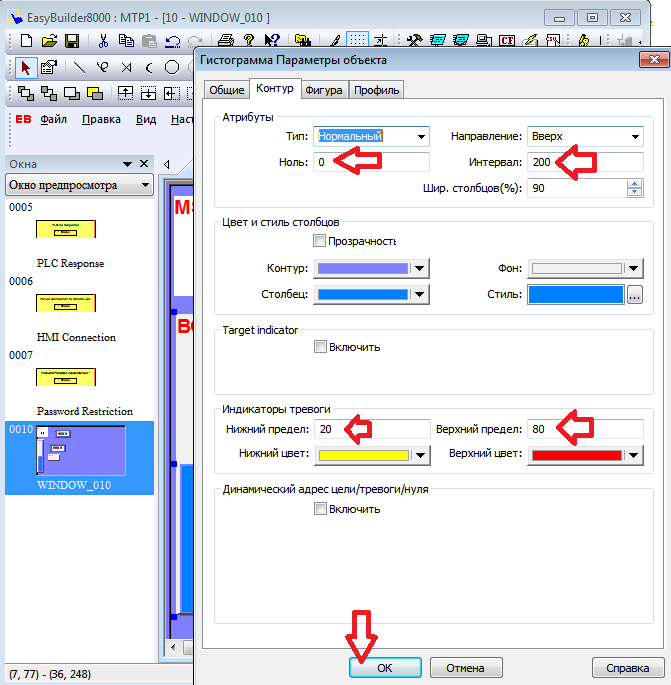 EasyBuilder8000 : MTP1 - [10 - WINDOW_010 ]
EB Файл Правка Вид Наст
Окна
Окно предпросмотра
0005
PLC Response
0006
HMI Connection
0007
Password Restriction
0010
WINDOW_010
(7, 77) - (36, 248)
Гистограмма Параметры объекта
Общие Контур Фигура Профиль
Атрибуты
Тип: Нормальный Направление: Вверх
Ноль: 0 Интервал: 200
Шир. столбцов(%): 90
Цвет и стиль столбцов
Прозрачность
Контур: Фон:
Столбец: Стиль: ...
Target indicator
Включить
Индикаторы тревоги
Нижний предел: 20 Верхний предел: 80
Нижний цвет: Верхний цвет:
Динамический адрес цели/тревоги/нуля
Включить
OK Отмена Справка